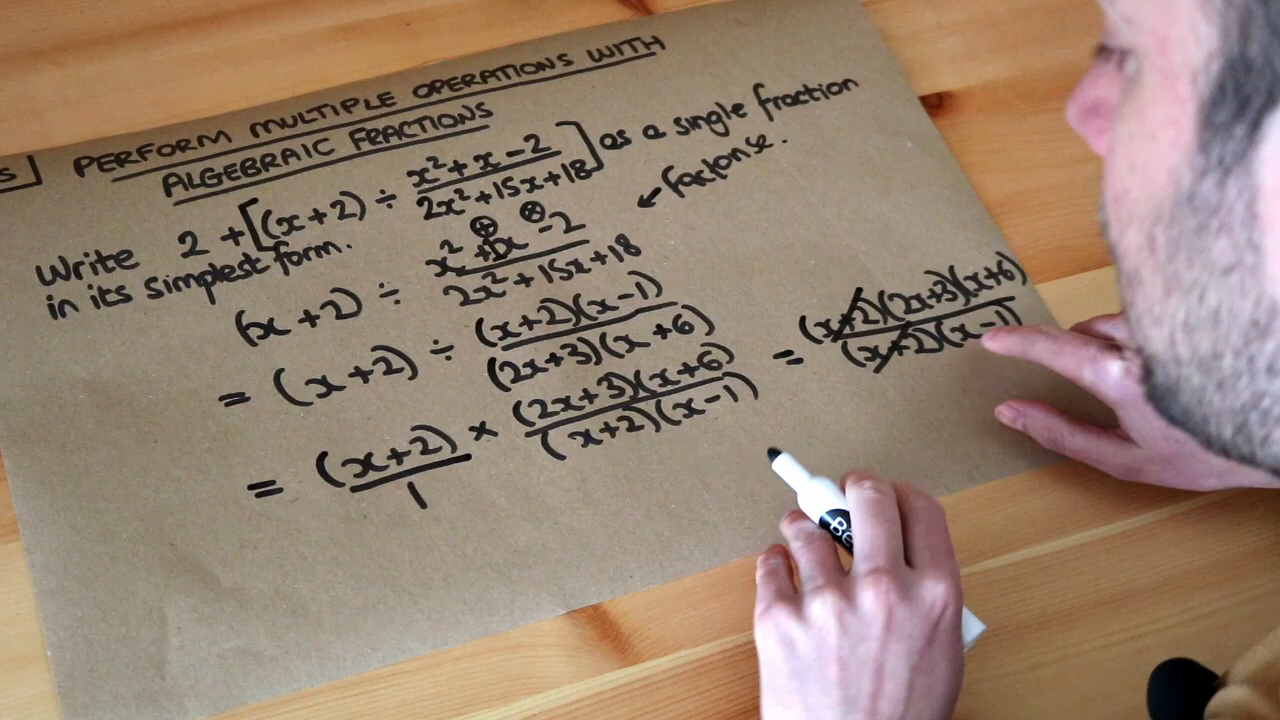 S
PERFORM MULTIPLE OPERATIONS WITH
ALGEBRAIC FRACTIONS
Write 2 + [(x+2) ÷ (x² + x - 2)/(2x² + 15x + 18)] as a single fraction
in its simplest form.
← factorise.
(x+2) ÷ (x² + 1x - 2)/(2x² + 15x + 18)
⊕ ⊗
= (x+2) ÷ (x+2)(x-1)/(2x+3)(x+6)
= (x+2)/1 × (2x+3)(x+6)/(x+2)(x-1)
= (x+2)(2x+3)(x+6)/(x+2)(x-1)
BC